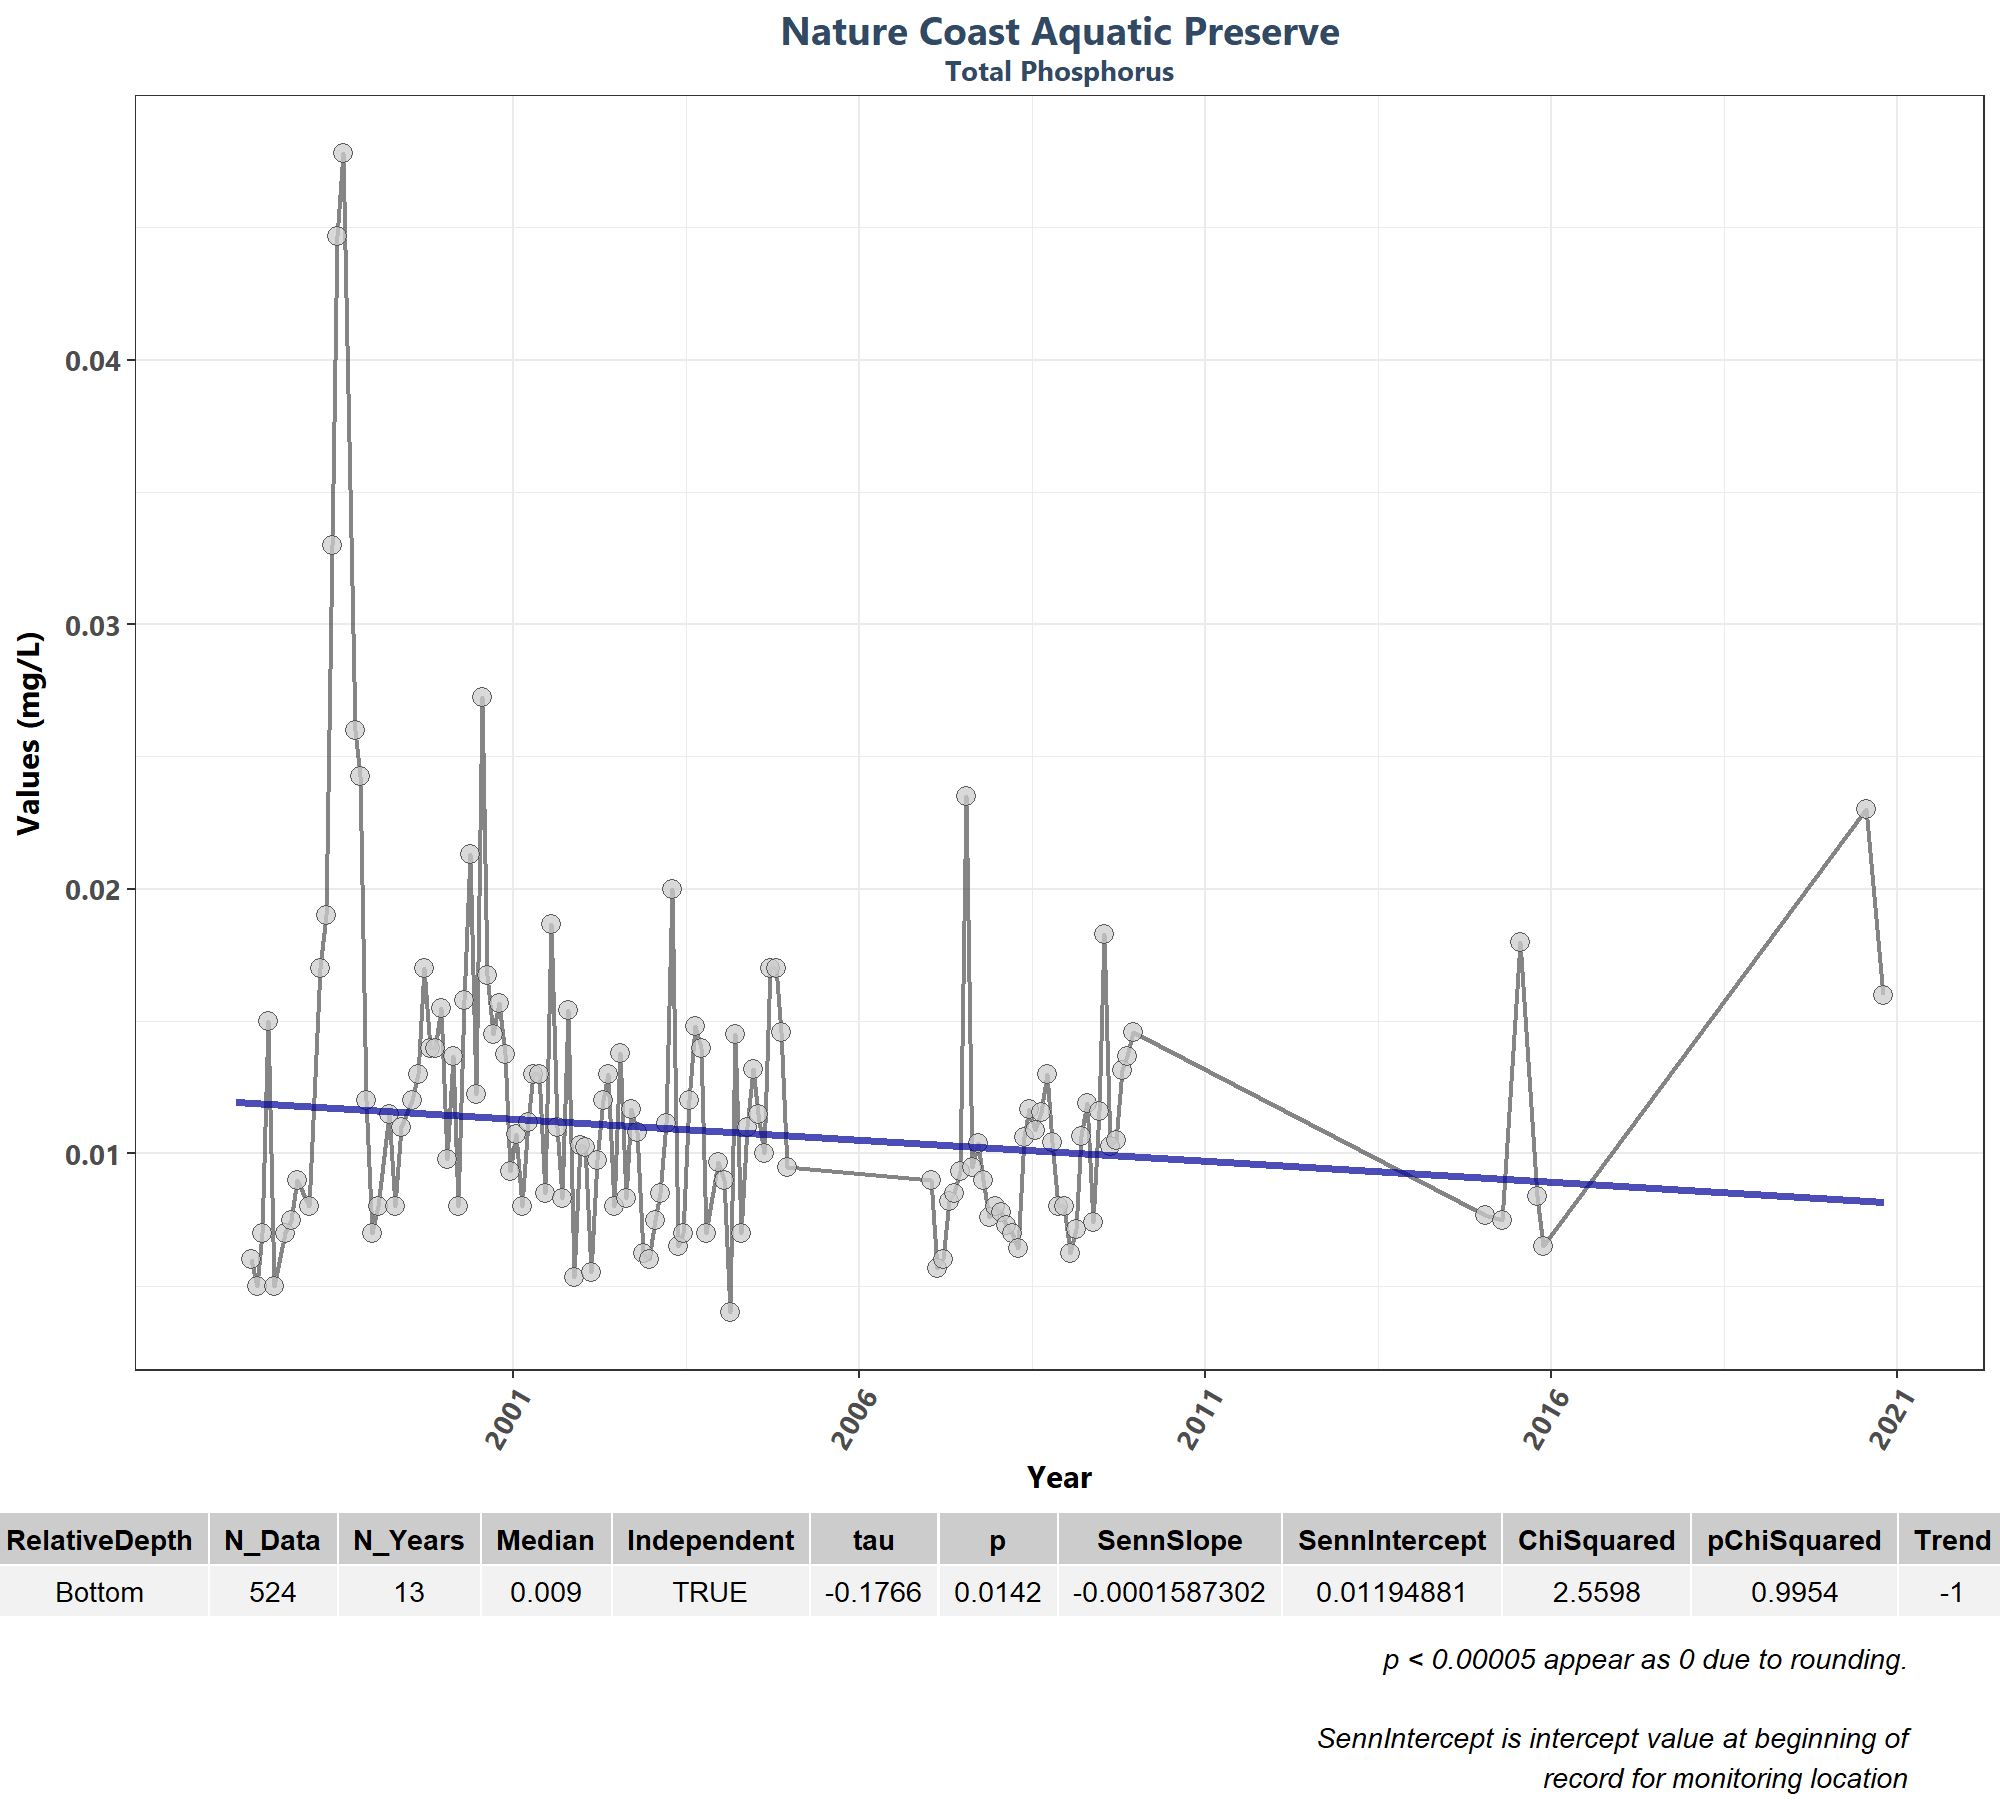 Nature Coast Aquatic Preserve
Total Phosphorus
Values (mg/L)
0.04
0.03
0.02
0.01
2001 2006 2011 2016 2021
Year
RelativeDepth N_Data N_Years Median Independent tau p SennSlope SennIntercept ChiSquared pChiSquared Trend
Bottom 524 13 0.009 TRUE -0.1766 0.0142 -0.0001587302 0.01194881 2.5598 0.9954 -1
p < 0.00005 appear as 0 due to rounding.
SennIntercept is intercept value at beginning of
record for monitoring location